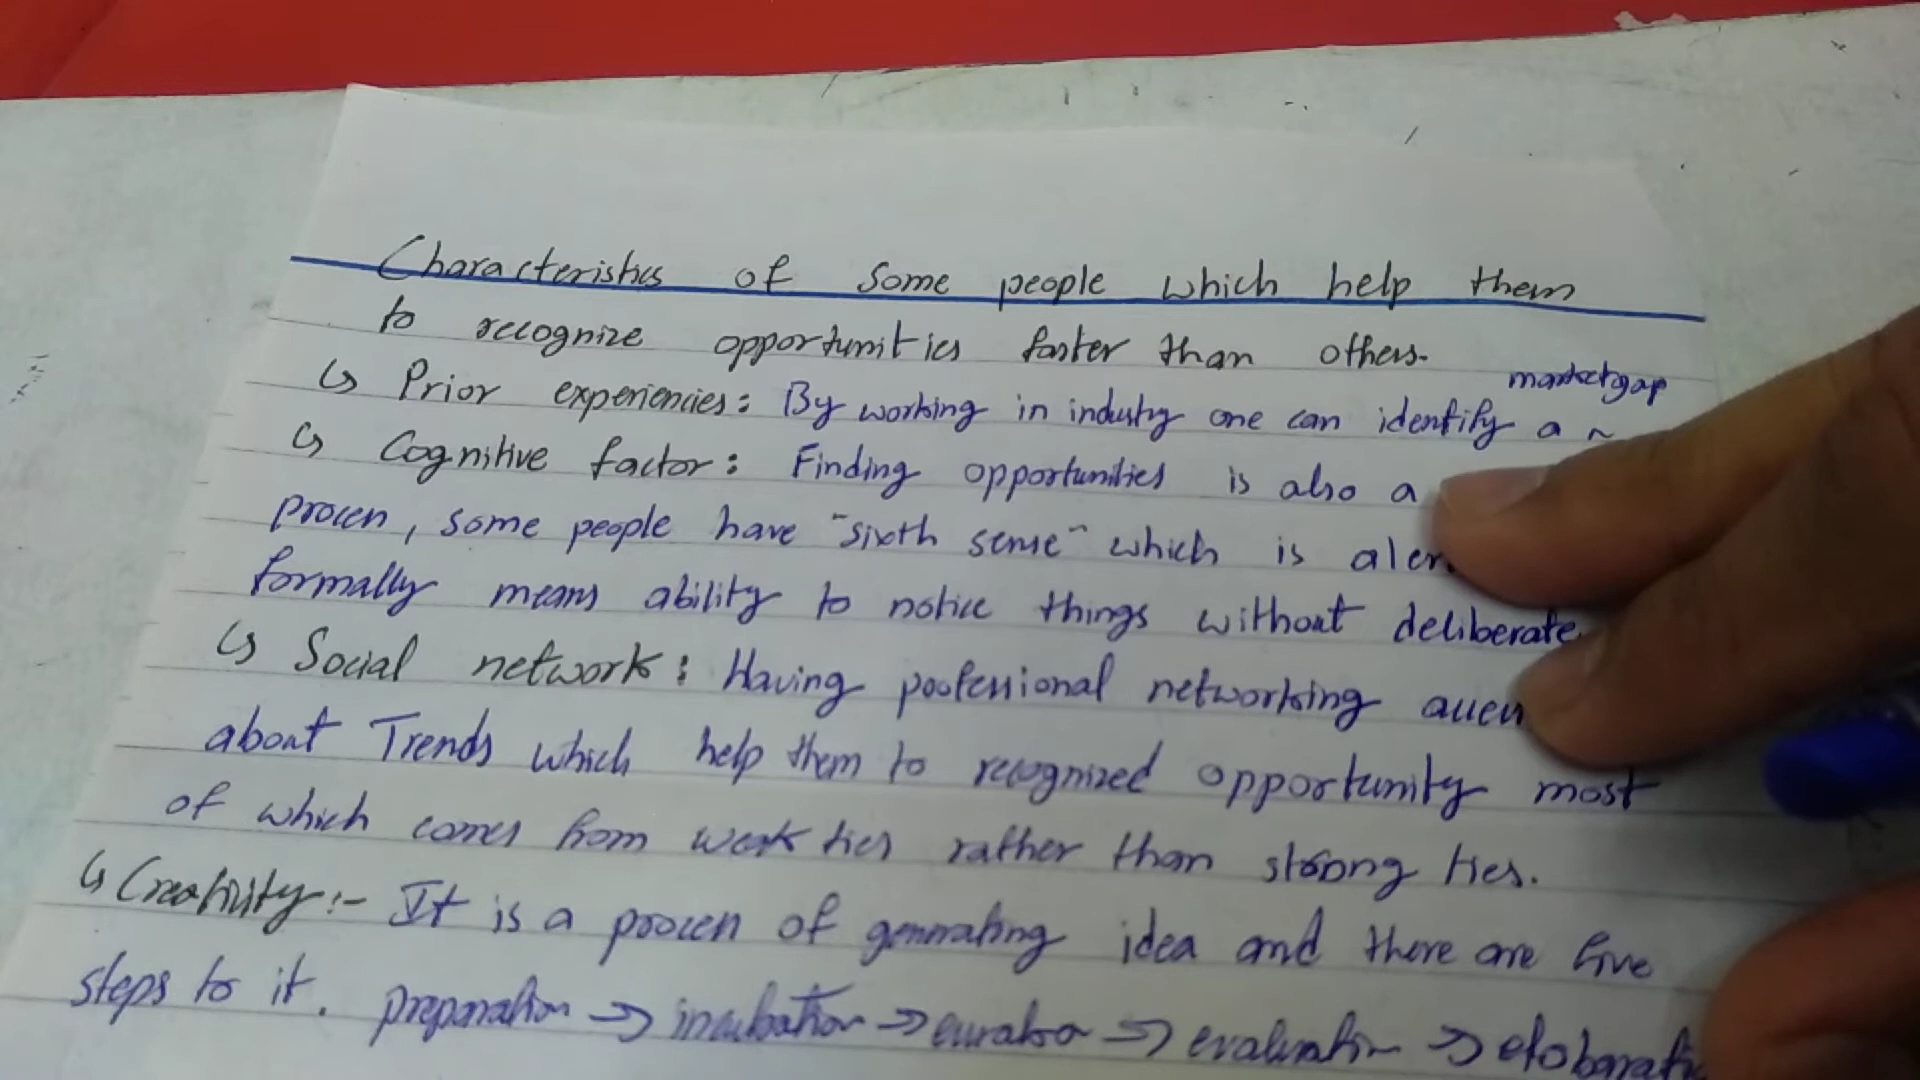 Characteristics of Some people which help them
to recognize opportunities faster than others.
market gap
↳ Prior experiencies: By working in industry one can identify a ~
↳ Cognitive factor: Finding opportunities is also a
process, some people have "sixth sense" which is
formally means ability to notice things without deliberate
↳ Social network: Having professional networking
about Trends which help them to recognized opportunity most
of which comes from weak ties rather than strong ties.
↳ Creativity:- It is a process of generating idea and there are five
steps to it. preparation → incubation → → evaluation →